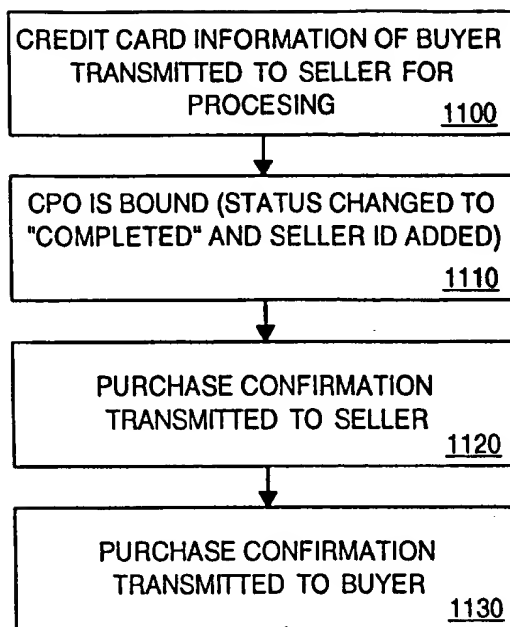 CREDIT CARD INFORMATION OF BUYER
TRANSMITTED TO SELLER FOR
PROCESING
1100
CPO IS BOUND (STATUS CHANGED TO
"COMPLETED" AND SELLER ID ADDED)
1110
PURCHASE CONFIRMATION
TRANSMITTED TO SELLER
1120
PURCHASE CONFIRMATION
TRANSMITTED TO BUYER
1130